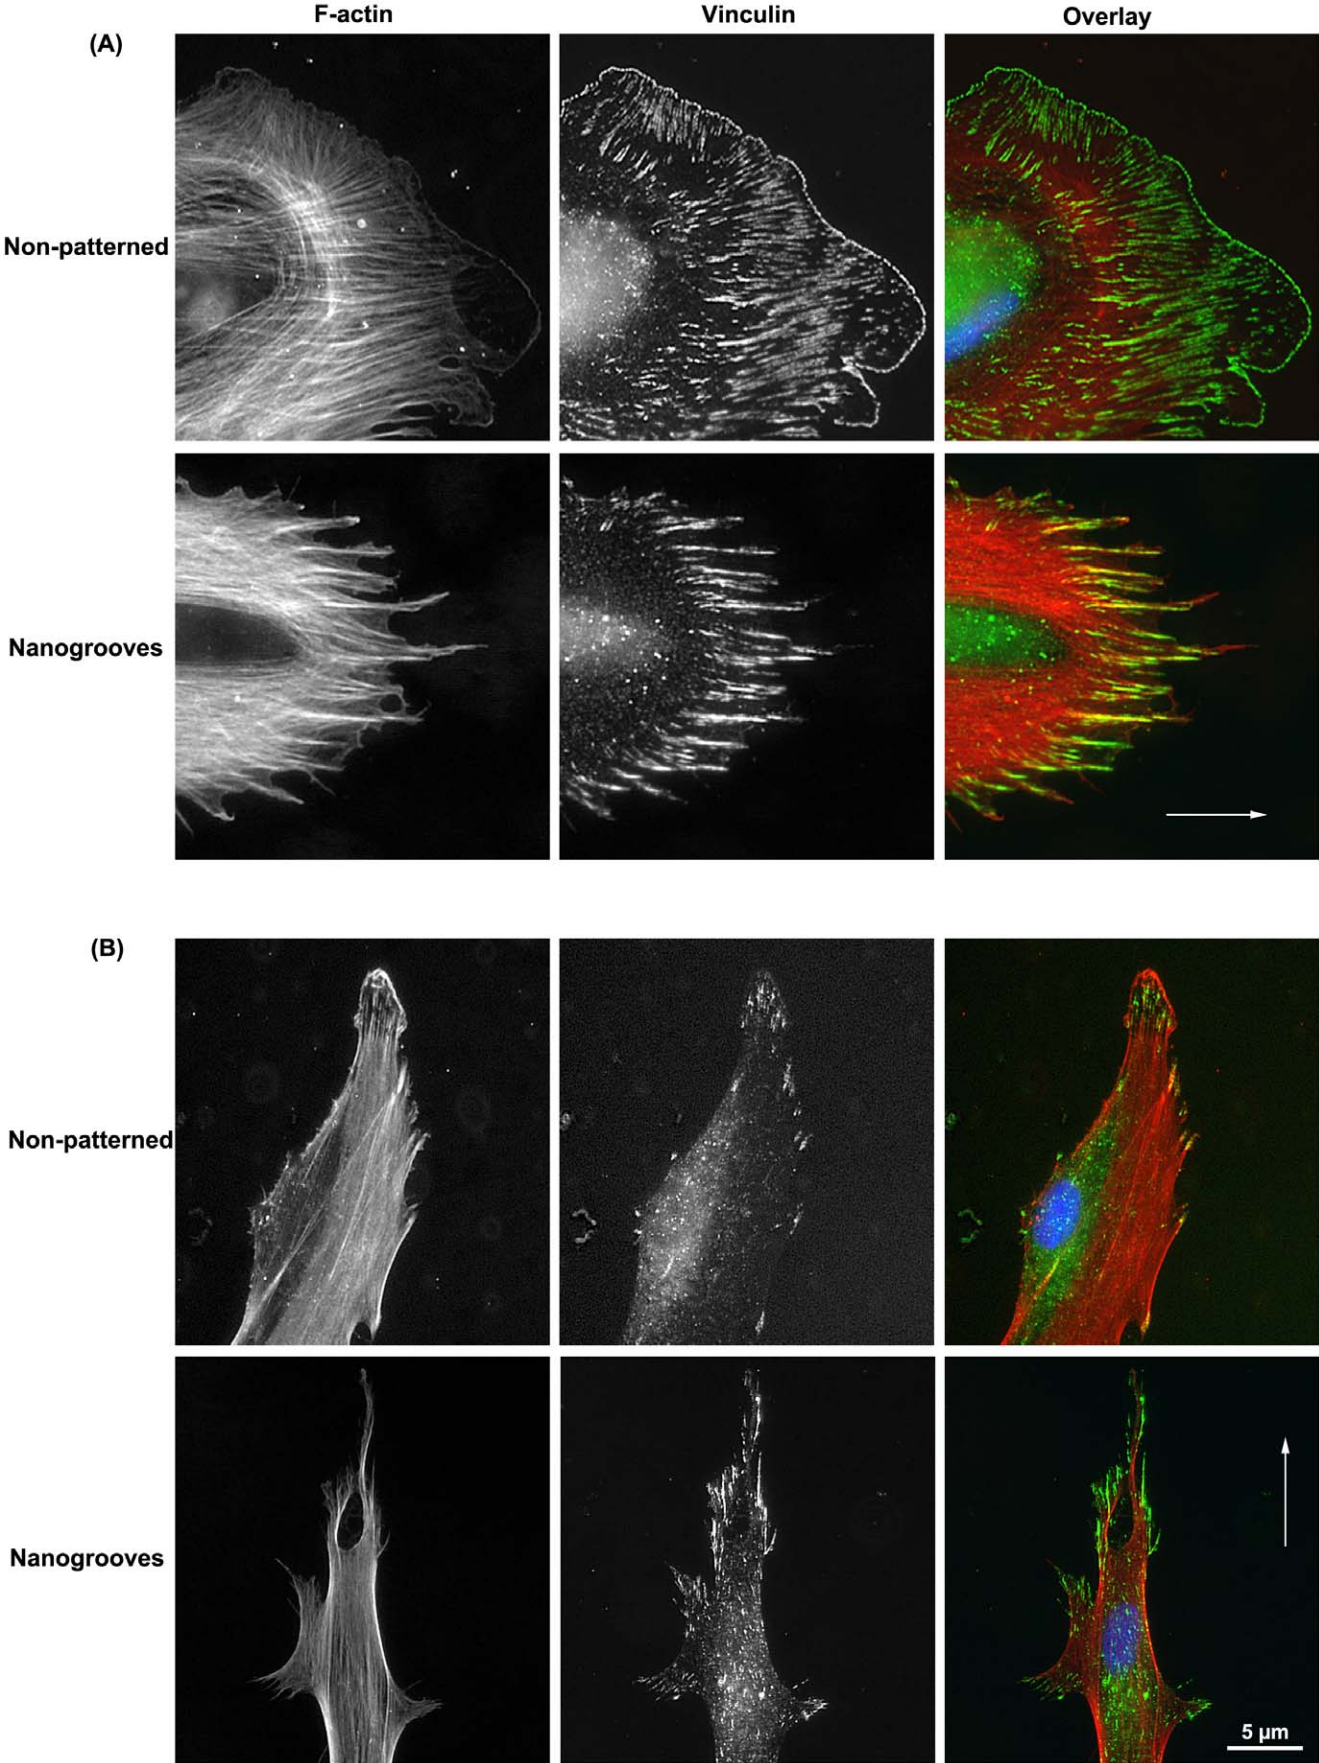 F-actin Vinculin Overlay
(A)
Non-patterned
Nanogrooves
(B)
Non-patterned
Nanogrooves
5 µm